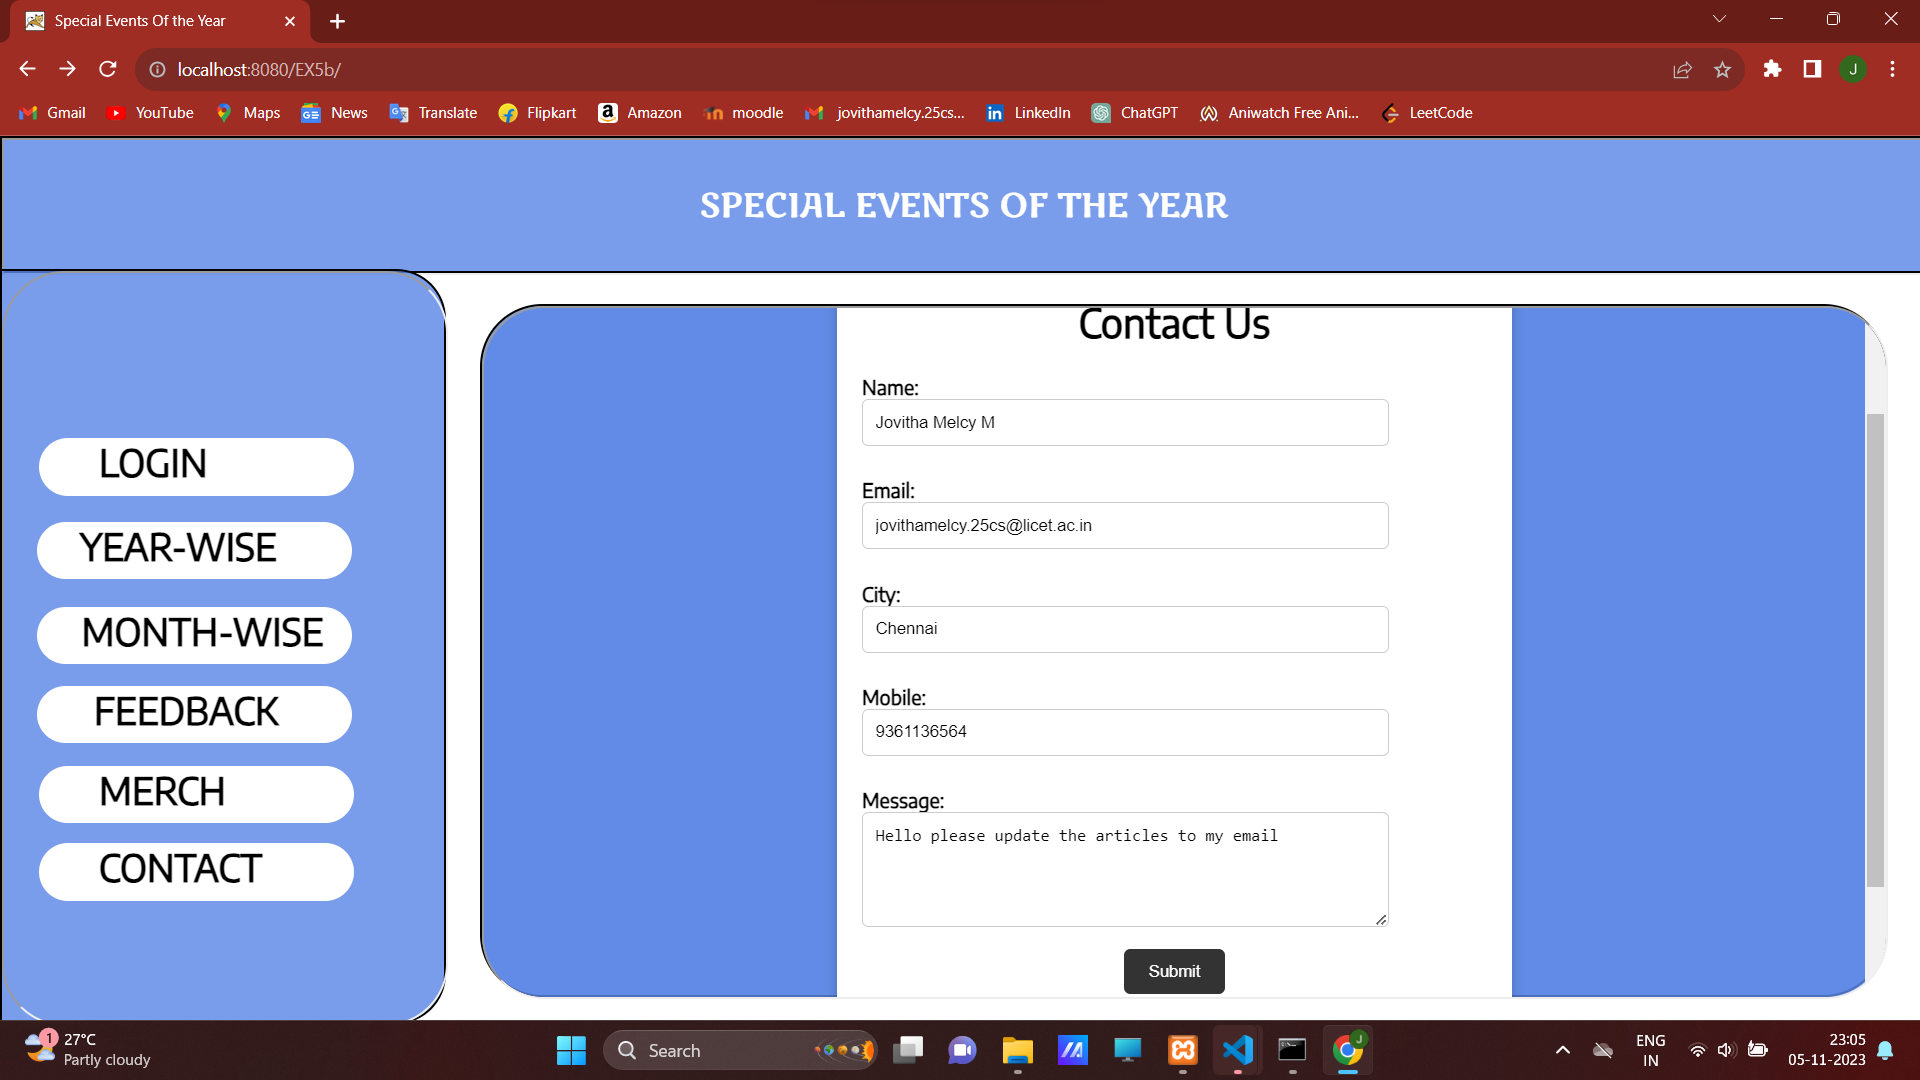 Special Events Of the Year
localhost:8080/EX5b/
J
Gmail YouTube Maps News Translate Flipkart Amazon moodle jovithamelcy.25cs... LinkedIn ChatGPT Aniwatch Free Ani... LeetCode
SPECIAL EVENTS OF THE YEAR
LOGIN
YEAR-WISE
MONTH-WISE
FEEDBACK
MERCH
CONTACT
Contact Us
Name:
Jovitha Melcy M
Email:
jovithamelcy.25cs@licet.ac.in
City:
Chennai
Mobile:
9361136564
Message:
Hello please update the articles to my email
Submit
1
27°C
Partly cloudy
Search
J
ENG
IN
23:05
05-11-2023